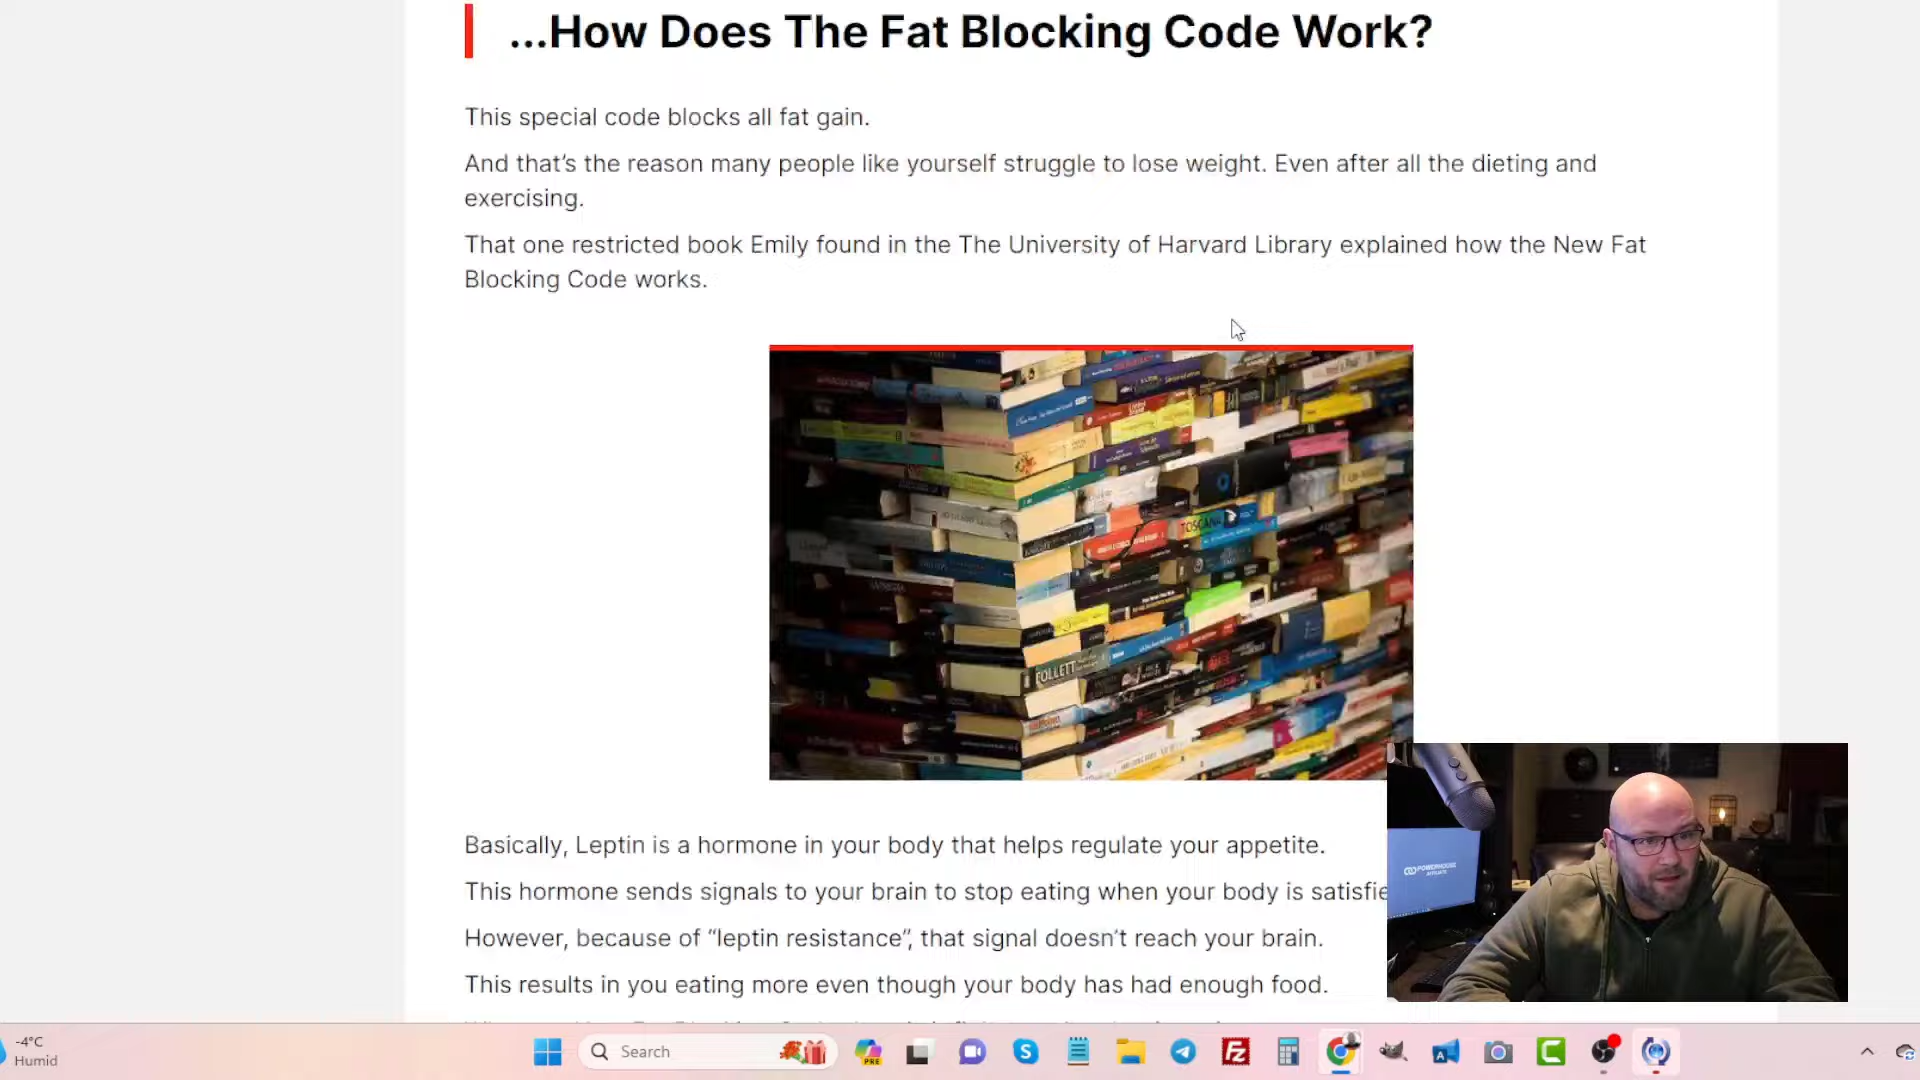 ...How Does The Fat Blocking Code Work?
This special code blocks all fat gain.
And that's the reason many people like yourself struggle to lose weight. Even after all the dieting and
exercising.
That one restricted book Emily found in the The University of Harvard Library explained how the New Fat
Blocking Code works.
TOSCANA
FOLLETT
Basically, Leptin is a hormone in your body that helps regulate your appetite.
This hormone sends signals to your brain to stop eating when your body is satisfie
However, because of “leptin resistance”, that signal doesn't reach your brain.
This results in you eating more even though your body has had enough food.
POWERHOUSE
AFFILIATE
-4°C
Humid
Search
PRE